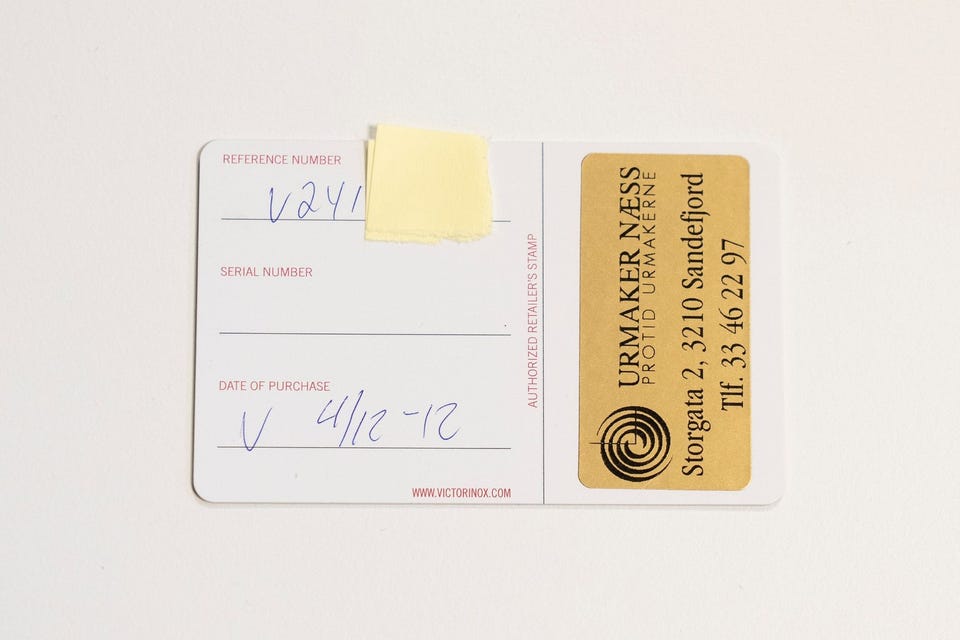 REFERENCE NUMBER
V241
SERIAL NUMBER
DATE OF PURCHASE
V 4/12-12
WWW.VICTORINOX.COM
AUTHORIZED RETAILER'S STAMP
URMAKER NÆSS
PROTID URMAKERNE
Storgata 2, 3210 Sandefjord
Tlf. 33 46 22 97